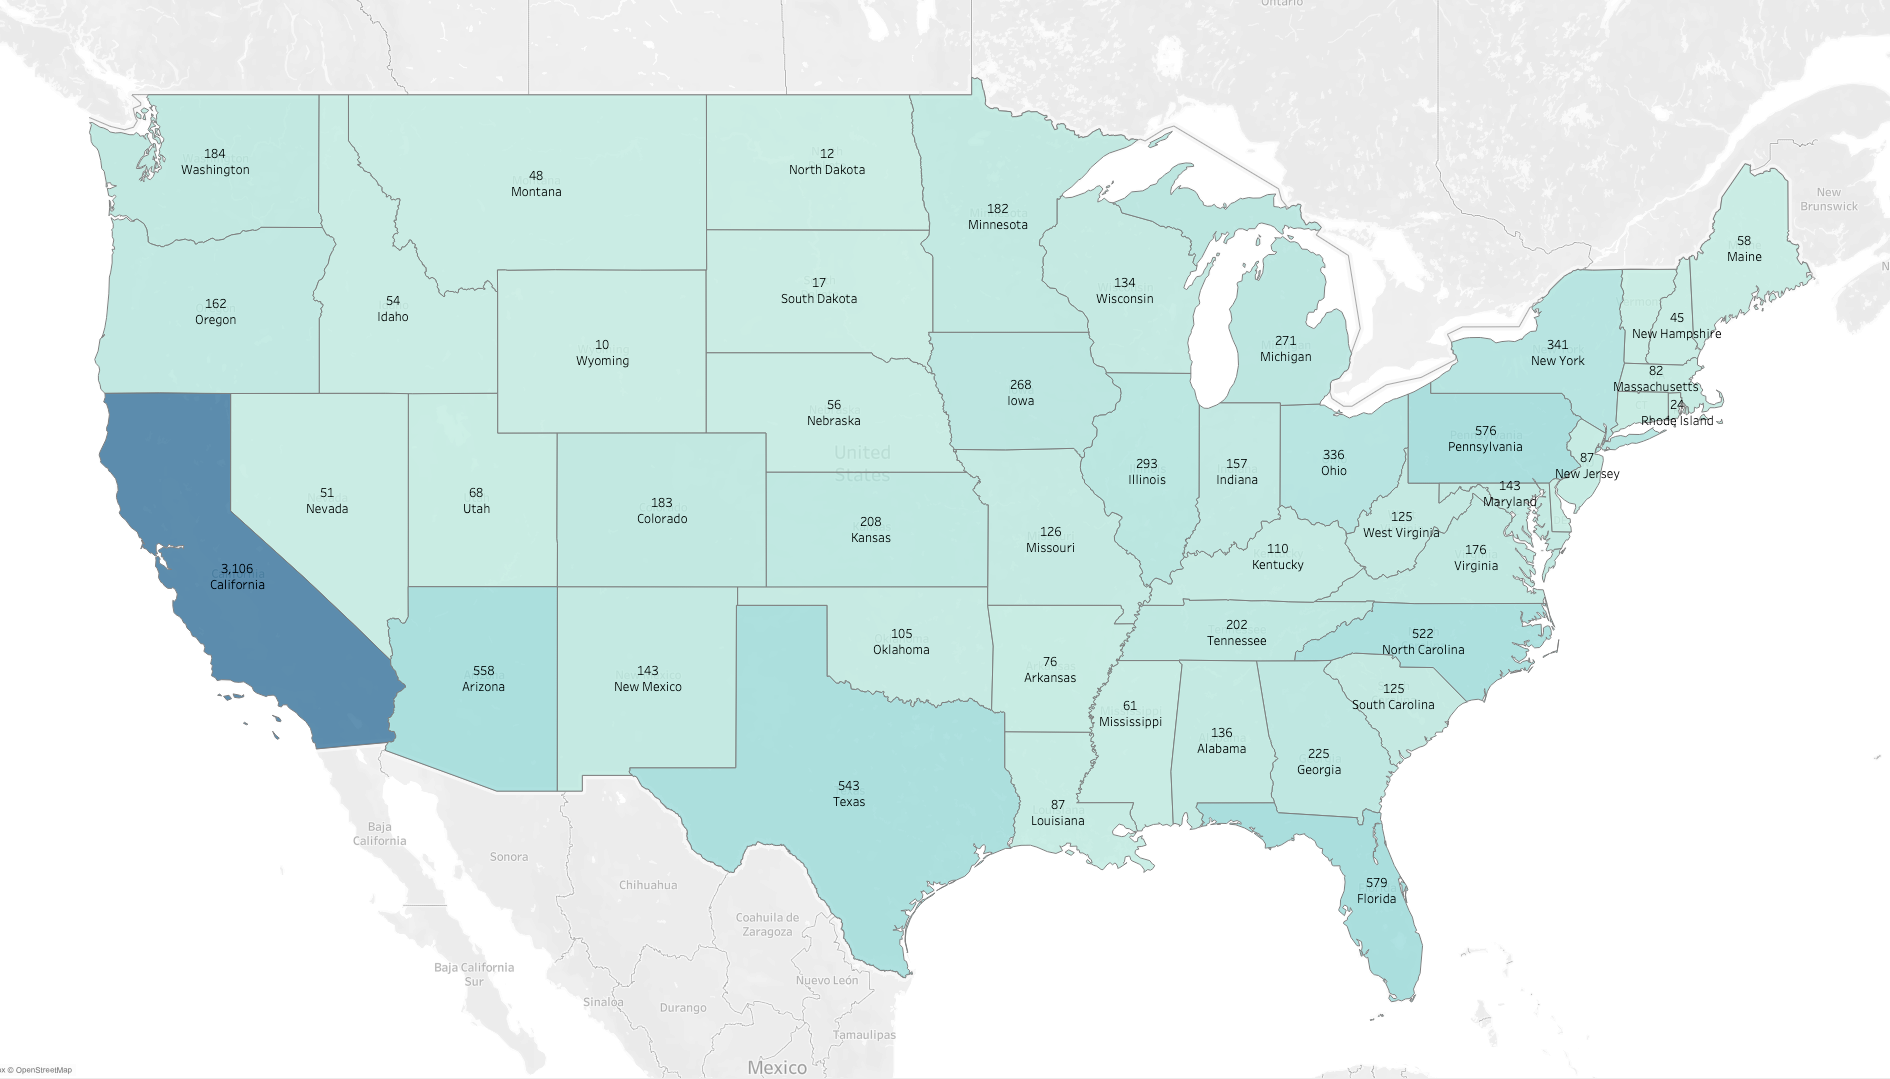 Ontario
New
Brunswick
184
Washington
48
Montana
12
North Dakota
182
Minnesota
58
Maine
162
Oregon
54
Idaho
17
South Dakota
134
Wisconsin
10
Wyoming
271
Michigan
341
New York
45
New Hampshire
82
Massachusetts
24
Rhode Island
56
Nebraska
268
Iowa
United
States
576
Pennsylvania
87
New Jersey
293
Illinois
157
Indiana
336
Ohio
143
Maryland
51
Nevada
68
Utah
183
Colorado
208
Kansas
126
Missouri
125
West Virginia
176
Virginia
110
Kentucky
3,106
California
202
Tennessee
522
North Carolina
105
Oklahoma
76
Arkansas
558
Arizona
143
New Mexico
125
South Carolina
61
Mississippi
136
Alabama
225
Georgia
543
Texas
87
Louisiana
579
Florida
Baja
California
Sonora
Chihuahua
Coahuila de
Zaragoza
Baja California
Sur
Nuevo León
Sinaloa
Durango
Tamaulipas
Mexico
© OpenStreetMap